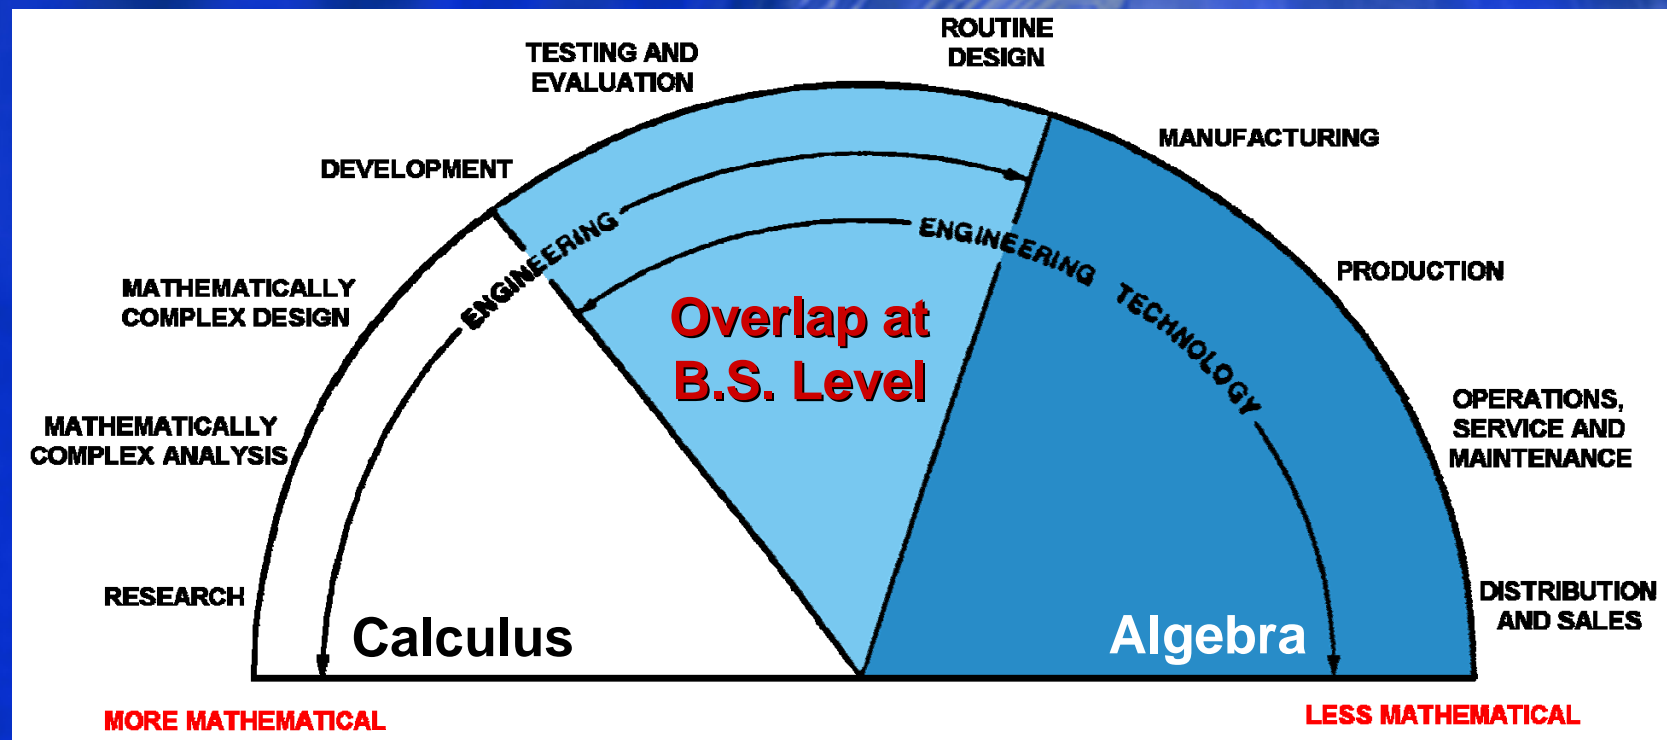 ROUTINE
DESIGN
TESTING AND
EVALUATION
MANUFACTURING
DEVELOPMENT
ENGINEERING
ENGINEERING TECHNOLOGY
PRODUCTION
MATHEMATICALLY
COMPLEX DESIGN
Overlap at
B.S. Level
MATHEMATICALLY
COMPLEX ANALYSIS
OPERATIONS,
SERVICE AND
MAINTENANCE
RESEARCH
DISTRIBUTION
AND SALES
Calculus
Algebra
MORE MATHEMATICAL
LESS MATHEMATICAL